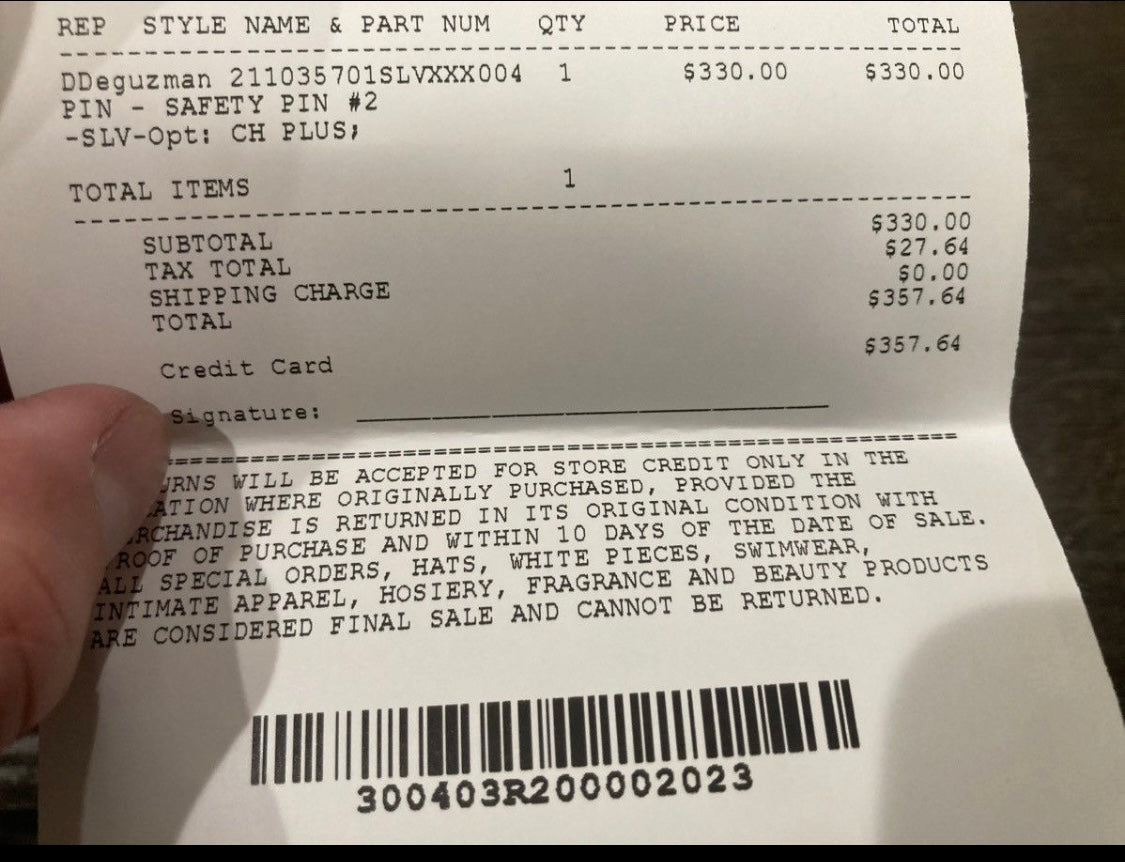 REP STYLE NAME & PART NUM QTY PRICE TOTAL
DDeguzman 211035701SLVXXX004 1 $330.00 $330.00
PIN - SAFETY PIN #2
-SLV-Opt: CH PLUS;
TOTAL ITEMS 1
SUBTOTAL $330.00
TAX TOTAL $27.64
SHIPPING CHARGE $0.00
TOTAL $357.64
Credit Card $357.64
Signature:
WILL BE ACCEPTED FOR STORE CREDIT ONLY IN THE
WHERE ORIGINALLY PURCHASED, PROVIDED THE
IS RETURNED IN ITS ORIGINAL CONDITION WITH
OF PURCHASE AND WITHIN 10 DAYS OF THE DATE OF SALE.
ALL SPECIAL ORDERS, HATS, WHITE PIECES, SWIMWEAR,
INTIMATE APPAREL, HOSIERY, FRAGRANCE AND BEAUTY PRODUCTS
ARE CONSIDERED FINAL SALE AND CANNOT BE RETURNED.
300403R200002023